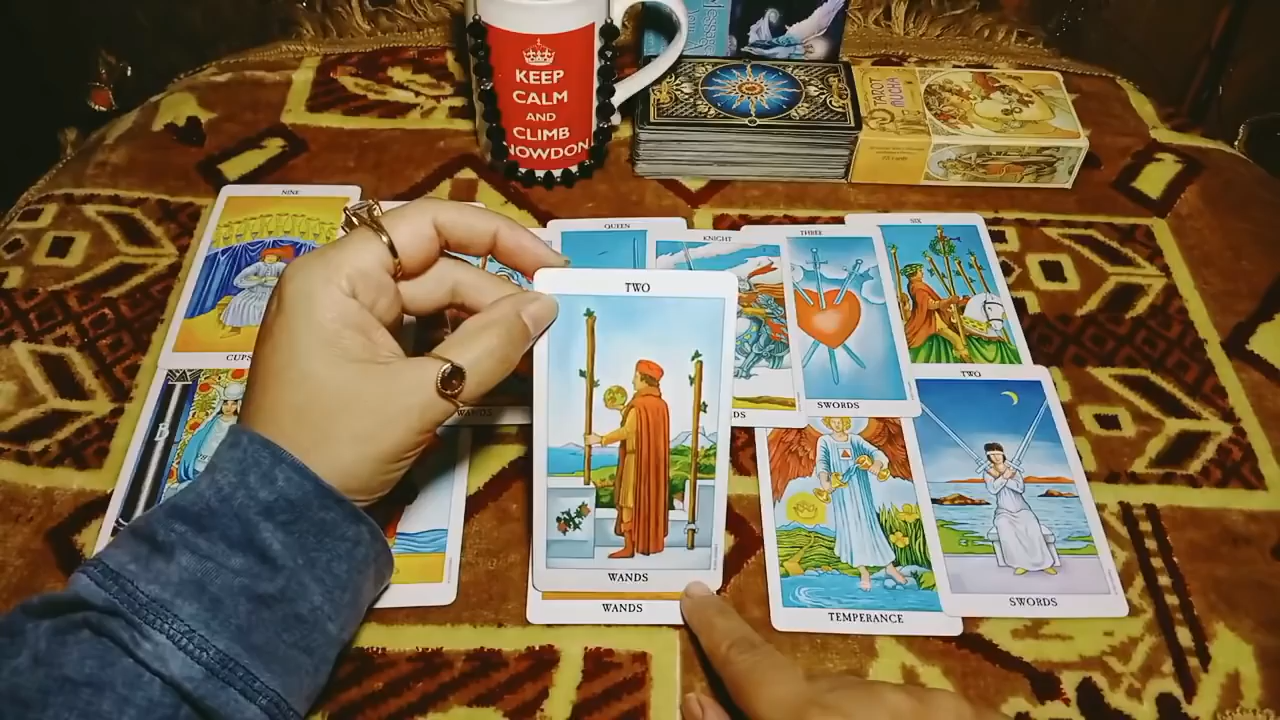 KEEP
CALM
AND
CLIMB
NOWDON
TAROT
MUCHA
NINE
QUEEN
KNIGHT
THREE
SIX
CUPS
WANDS
SWORDS
TWO
TWO
B
WANDS
WANDS
TEMPERANCE
SWORDS